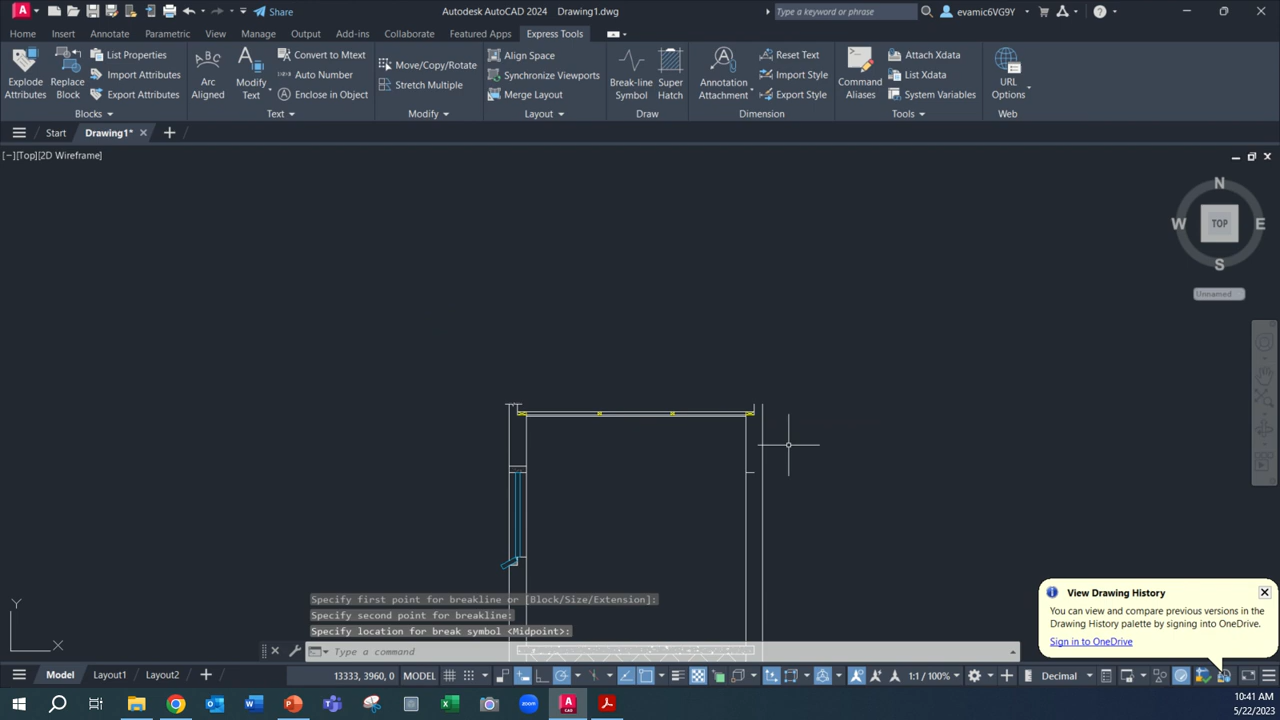 Share
Autodesk AutoCAD 2024 Drawing1.dwg
Type a keyword or phrase
evamic6VG9Y
Home Insert Annotate Parametric View Manage Output Add-ins Collaborate Featured Apps Express Tools
Explode Attributes
Replace Block
List Properties
Import Attributes
Export Attributes
Arc Aligned
Modify Text
Convert to Mtext
Auto Number
Enclose in Object
Move/Copy/Rotate
Stretch Multiple
Align Space
Synchronize Viewports
Merge Layout
Break-line Symbol
Super Hatch
Annotation Attachment
Reset Text
Import Style
Export Style
Command Aliases
Attach Xdata
List Xdata
System Variables
URL Options
Blocks Text Modify Layout Draw Dimension Tools Web
Start Drawing1*
[−][Top][2D Wireframe]
N
W TOP E
S
Unnamed
Specify first point for breakline or [Block/Size/Extension]:
Specify second point for breakline:
Specify location for break symbol <Midpoint>:
Type a command
View Drawing History
You can view and compare previous versions in the
Drawing History palette by signing into OneDrive.
Sign in to OneDrive
Y
X
Model Layout1 Layout2
13333, 3960, 0 MODEL
1:1 / 100%
Decimal
10:41 AM
5/22/2023